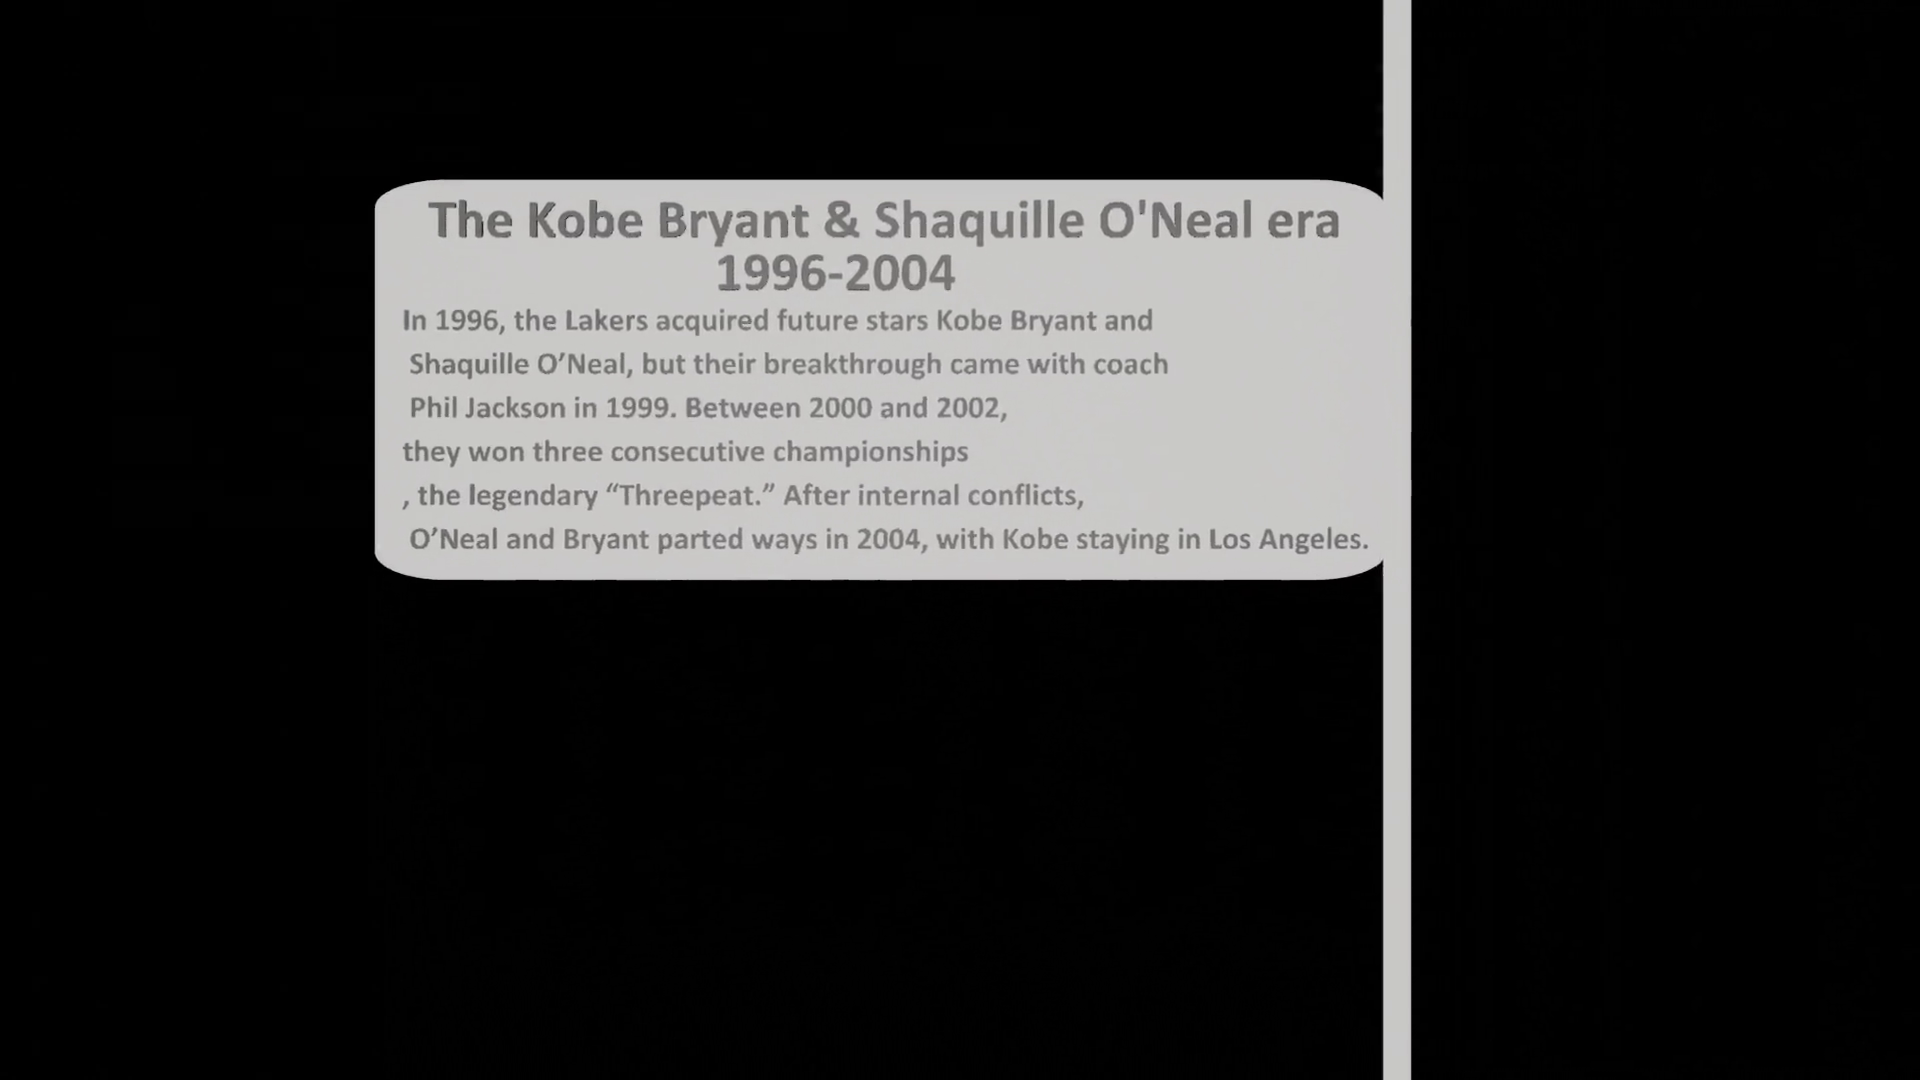 The Kobe Bryant & Shaquille O'Neal era
1996-2004
In 1996, the Lakers acquired future stars Kobe Bryant and
Shaquille O’Neal, but their breakthrough came with coach
Phil Jackson in 1999. Between 2000 and 2002,
they won three consecutive championships
, the legendary “Threepeat.” After internal conflicts,
O’Neal and Bryant parted ways in 2004, with Kobe staying in Los Angeles.